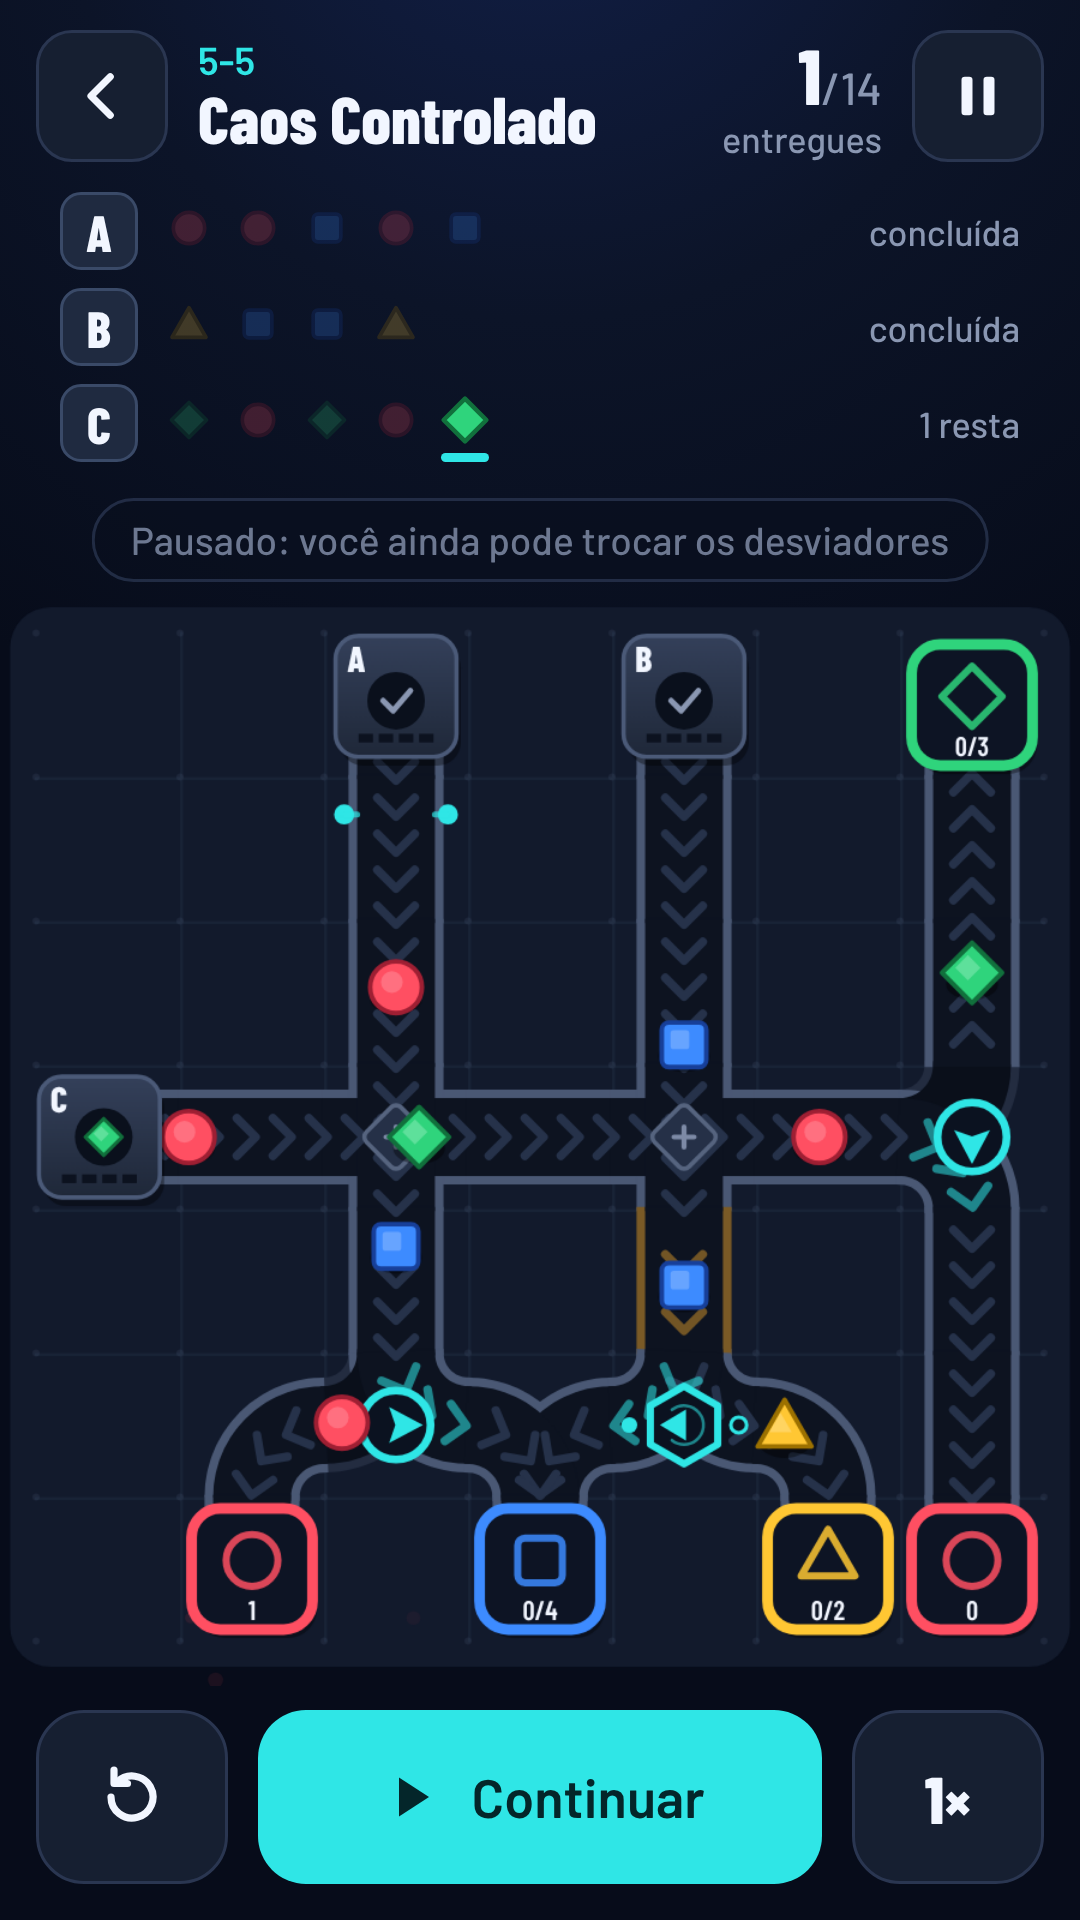 5-5
Caos Controlado
1/14
entregues
A
concluída
B
concluída
C
1 resta
Pausado: você ainda pode trocar os desviadores
A
B
0/3
C
1
0/4
0/2
0
Continuar
1×